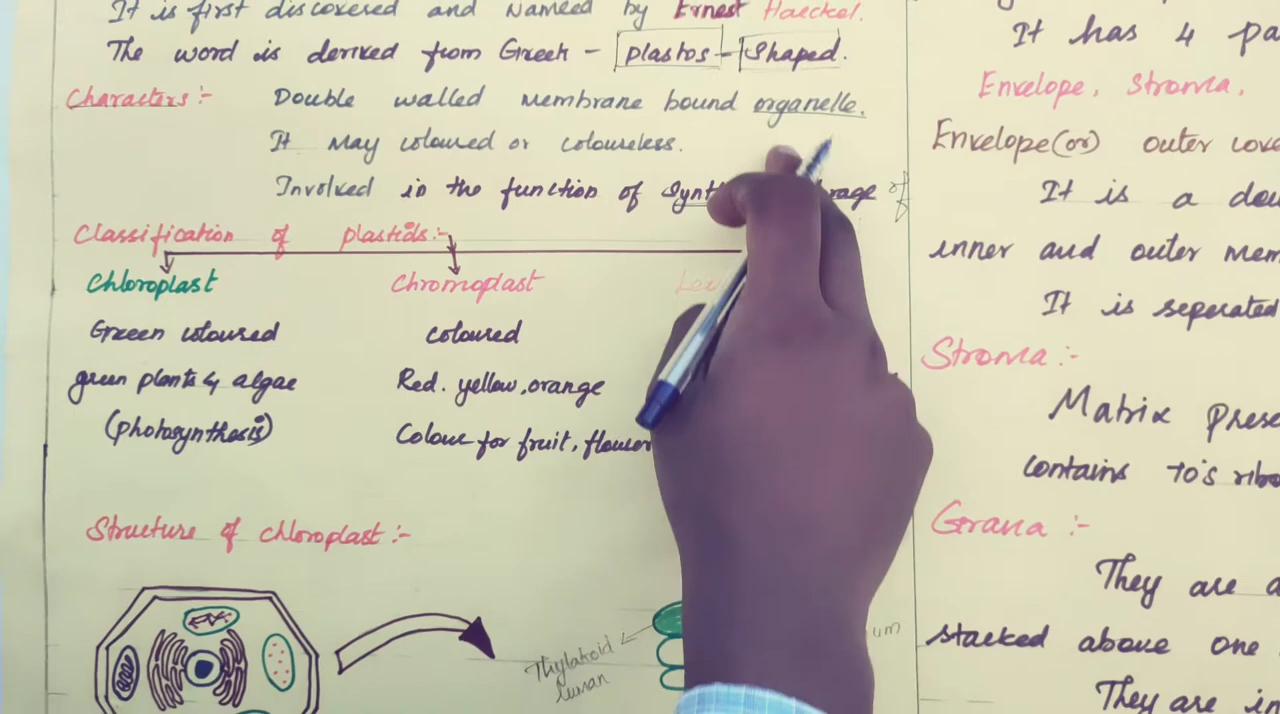 It is first discovered and Nameed by Ernest Haeckel.
The word is derived from Greek - plastos - Shaped.
Characters:- Double walled membrane bound organelle.
It May coloured or colourless.
Involved in the function of
Classification of plastids:-
Chloroplast Chromoplast
Green coloured coloured
green plants & algae Red. yellow, orange
(photosynthesis) Colour for fruit, flower
Structure of chloroplast:-
Thylakoid
lumen
It has 4
Envelope, Stroma,
Envelope(or) outer
It is a
inner and outer
It is seperated
Stroma:-
Matrix
contains 70's
Grana:-
They are
stacked above one
They are